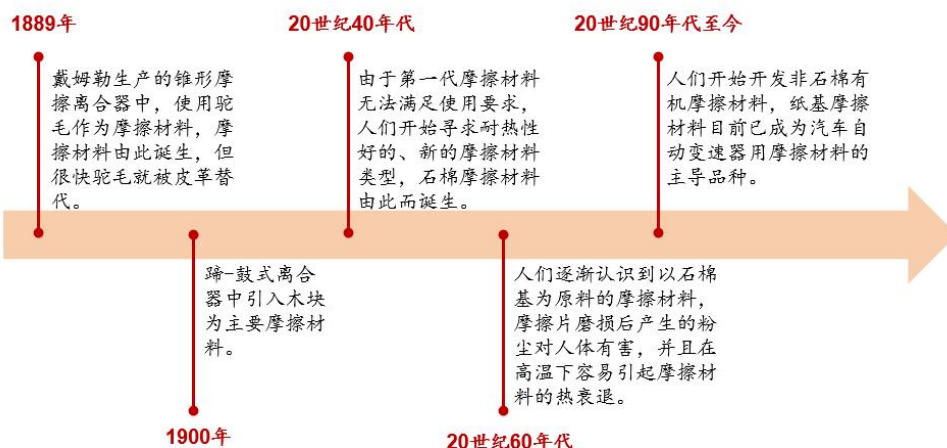 1889年
戴姆勒生产的锥形摩
擦离合器中，使用驼
毛作为摩擦材料，摩
擦材料由此诞生，但
很快驼毛就被皮革替
代。
蹄-鼓式离合
器中引入木块
为主要摩擦材
料。
1900年
20世纪40年代
由于第一代摩擦材料
无法满足使用要求，
人们开始寻求耐热性
好的、新的摩擦材料
类型，石棉摩擦材料
由此而诞生。
人们逐渐认识到以石棉
基为原料的摩擦材料，
摩擦片磨损后产生的粉
尘对人体有害，并且在
高温下容易引起摩擦材
料的热衰退。
20世纪60年代
20世纪90年代至今
人们开始开发非石棉有
机摩擦材料，纸基摩擦
材料目前已成为汽车自
动变速器用摩擦材料的
主导品种。